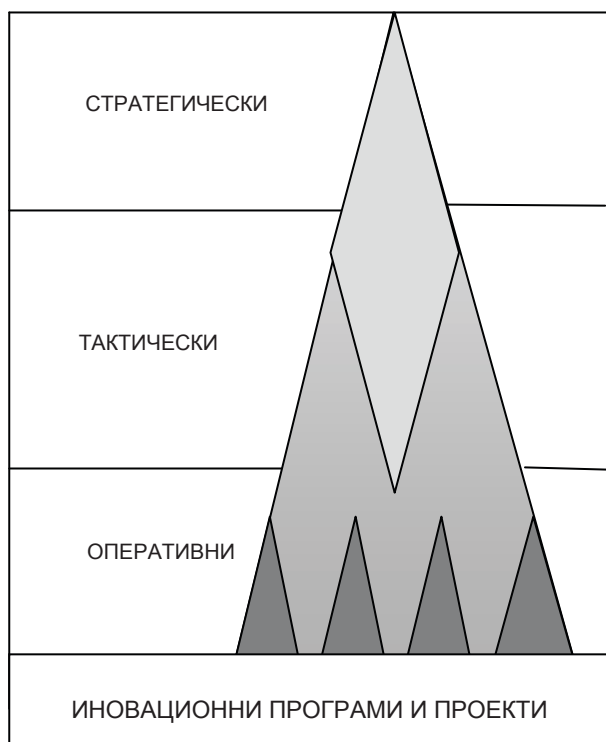 СТРАТЕГИЧЕСКИ
ТАКТИЧЕСКИ
ОПЕРАТИВНИ
ИНОВАЦИОННИ ПРОГРАМИ И ПРОЕКТИ